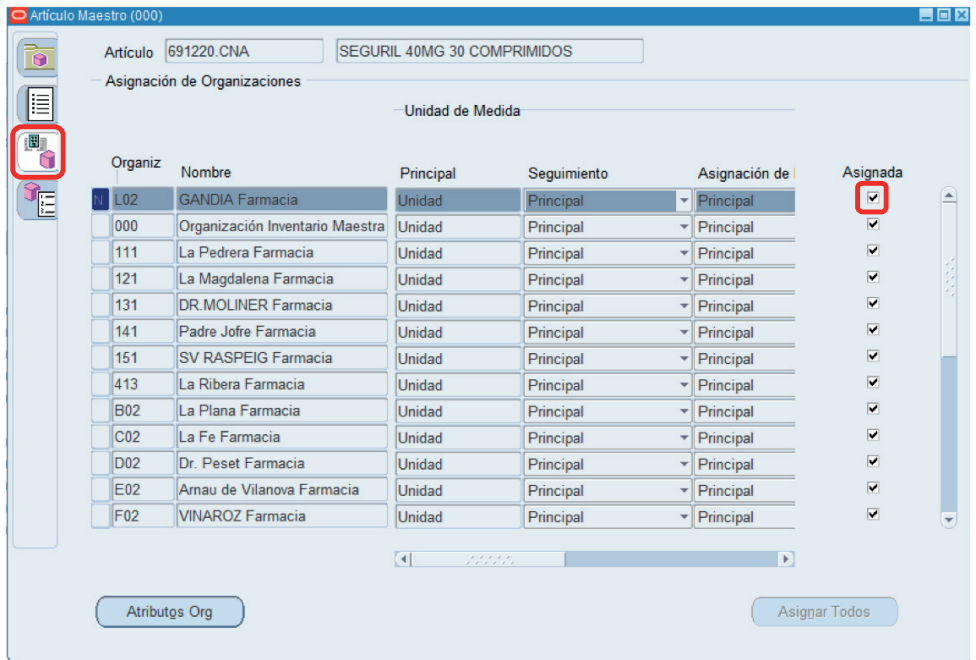 Artículo Maestro (000)
Artículo 691220.CNA SEGURIL 40MG 30 COMPRIMIDOS
Asignación de Organizaciones
Unidad de Medida
Organiz Nombre Principal Seguimiento Asignación de Asignada
L02 GANDIA Farmacia Unidad Principal Principal
000 Organización Inventario Maestra Unidad Principal Principal
111 La Pedrera Farmacia Unidad Principal Principal
121 La Magdalena Farmacia Unidad Principal Principal
131 DR.MOLINER Farmacia Unidad Principal Principal
141 Padre Jofre Farmacia Unidad Principal Principal
151 SV RASPEIG Farmacia Unidad Principal Principal
413 La Ribera Farmacia Unidad Principal Principal
B02 La Plana Farmacia Unidad Principal Principal
C02 La Fe Farmacia Unidad Principal Principal
D02 Dr. Peset Farmacia Unidad Principal Principal
E02 Arnau de Vilanova Farmacia Unidad Principal Principal
F02 VINAROZ Farmacia Unidad Principal Principal
Atributos Org Asignar Todos